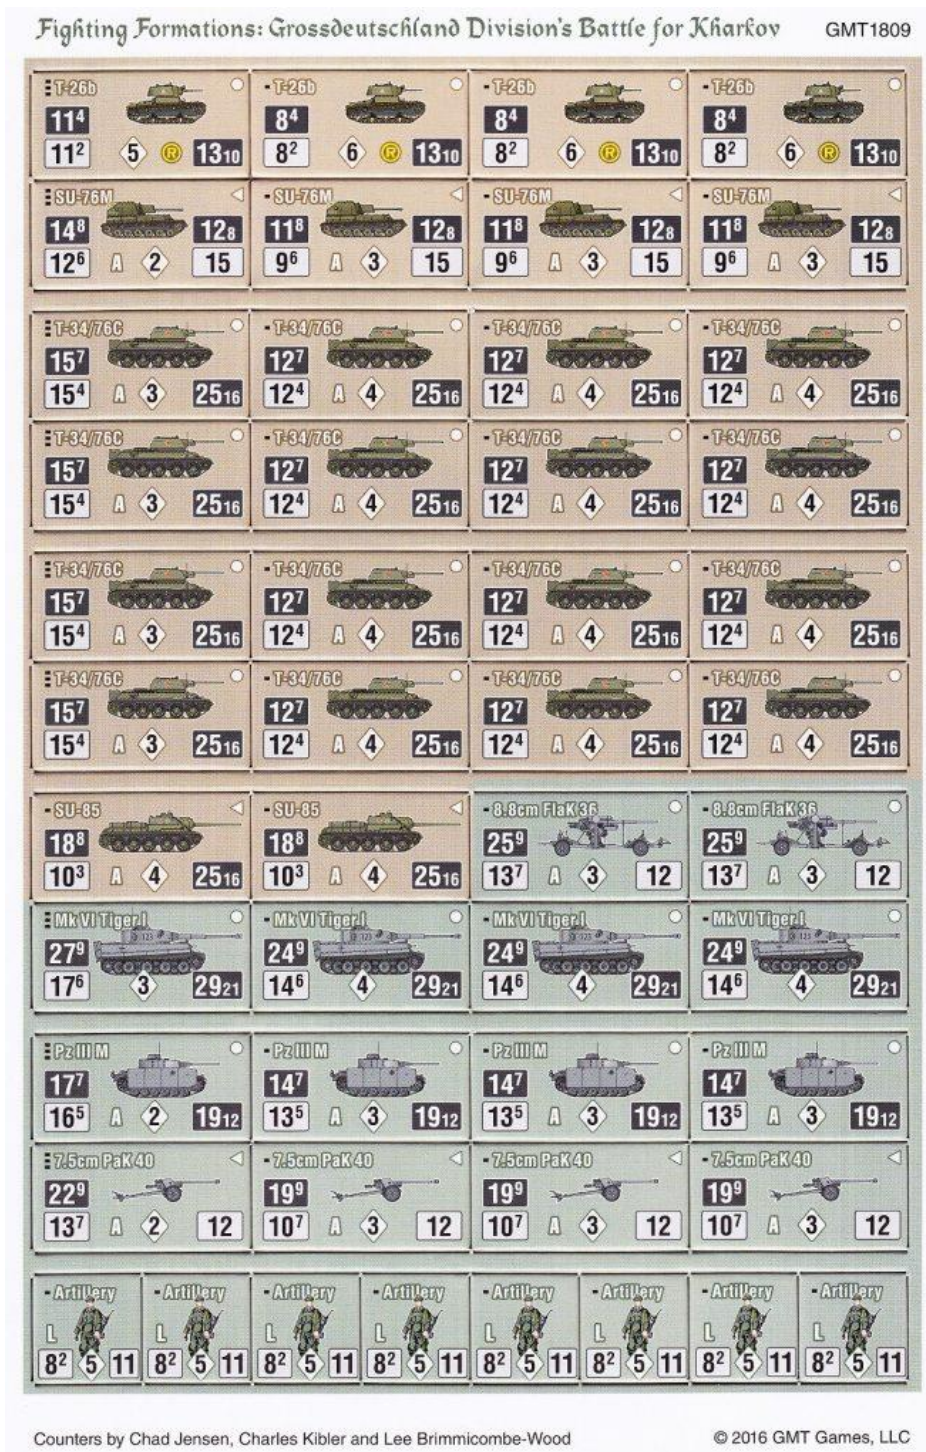 Fighting Formations: Grossdeutschland Division's Battle for Kharkov GMT1809
T-26b T-26b T-26b T-26b
11⁴ 8⁴ 8⁴ 8⁴
11² 5 R 13₁₀ 8² 6 R 13₁₀ 8² 6 R 13₁₀ 8² 6 R 13₁₀
SU-76M SU-76M SU-76M SU-76M
14⁸ 12₈ 11⁸ 12₈ 11⁸ 12₈ 11⁸ 12₈
12⁶ A 2 15 9⁶ A 3 15 9⁶ A 3 15 9⁶ A 3 15
T-34/76C T-34/76C T-34/76C T-34/76C
15⁷ 12⁷ 12⁷ 12⁷
15⁴ A 3 25₁₆ 12⁴ A 4 25₁₆ 12⁴ A 4 25₁₆ 12⁴ A 4 25₁₆
T-34/76C T-34/76C T-34/76C T-34/76C
15⁷ 12⁷ 12⁷ 12⁷
15⁴ A 3 25₁₆ 12⁴ A 4 25₁₆ 12⁴ A 4 25₁₆ 12⁴ A 4 25₁₆
T-34/76C T-34/76C T-34/76C T-34/76C
15⁷ 12⁷ 12⁷ 12⁷
15⁴ A 3 25₁₆ 12⁴ A 4 25₁₆ 12⁴ A 4 25₁₆ 12⁴ A 4 25₁₆
T-34/76C T-34/76C T-34/76C T-34/76C
15⁷ 12⁷ 12⁷ 12⁷
15⁴ A 3 25₁₆ 12⁴ A 4 25₁₆ 12⁴ A 4 25₁₆ 12⁴ A 4 25₁₆
SU-85 SU-85 8.8cm FlaK 36 8.8cm FlaK 36
18⁸ 18⁸ 25⁹ 25⁹
10³ A 4 25₁₆ 10³ A 4 25₁₆ 13⁷ A 3 12 13⁷ A 3 12
Mk VI Tiger I Mk VI Tiger I Mk VI Tiger I Mk VI Tiger I
27⁹ 24⁹ 24⁹ 24⁹
17⁶ 3 29₂₁ 14⁶ 4 29₂₁ 14⁶ 4 29₂₁ 14⁶ 4 29₂₁
Pz III M Pz III M Pz III M Pz III M
17⁷ 14⁷ 14⁷ 14⁷
16⁵ A 2 19₁₂ 13⁵ A 3 19₁₂ 13⁵ A 3 19₁₂ 13⁵ A 3 19₁₂
7.5cm PaK 40 7.5cm PaK 40 7.5cm PaK 40 7.5cm PaK 40
22⁹ 19⁹ 19⁹ 19⁹
13⁷ A 2 12 10⁷ A 3 12 10⁷ A 3 12 10⁷ A 3 12
Artillery Artillery Artillery Artillery Artillery Artillery Artillery Artillery
L L L L L L L L
8² 5 11 8² 5 11 8² 5 11 8² 5 11 8² 5 11 8² 5 11 8² 5 11 8² 5 11
Counters by Chad Jensen, Charles Kibler and Lee Brimmicombe-Wood © 2016 GMT Games, LLC